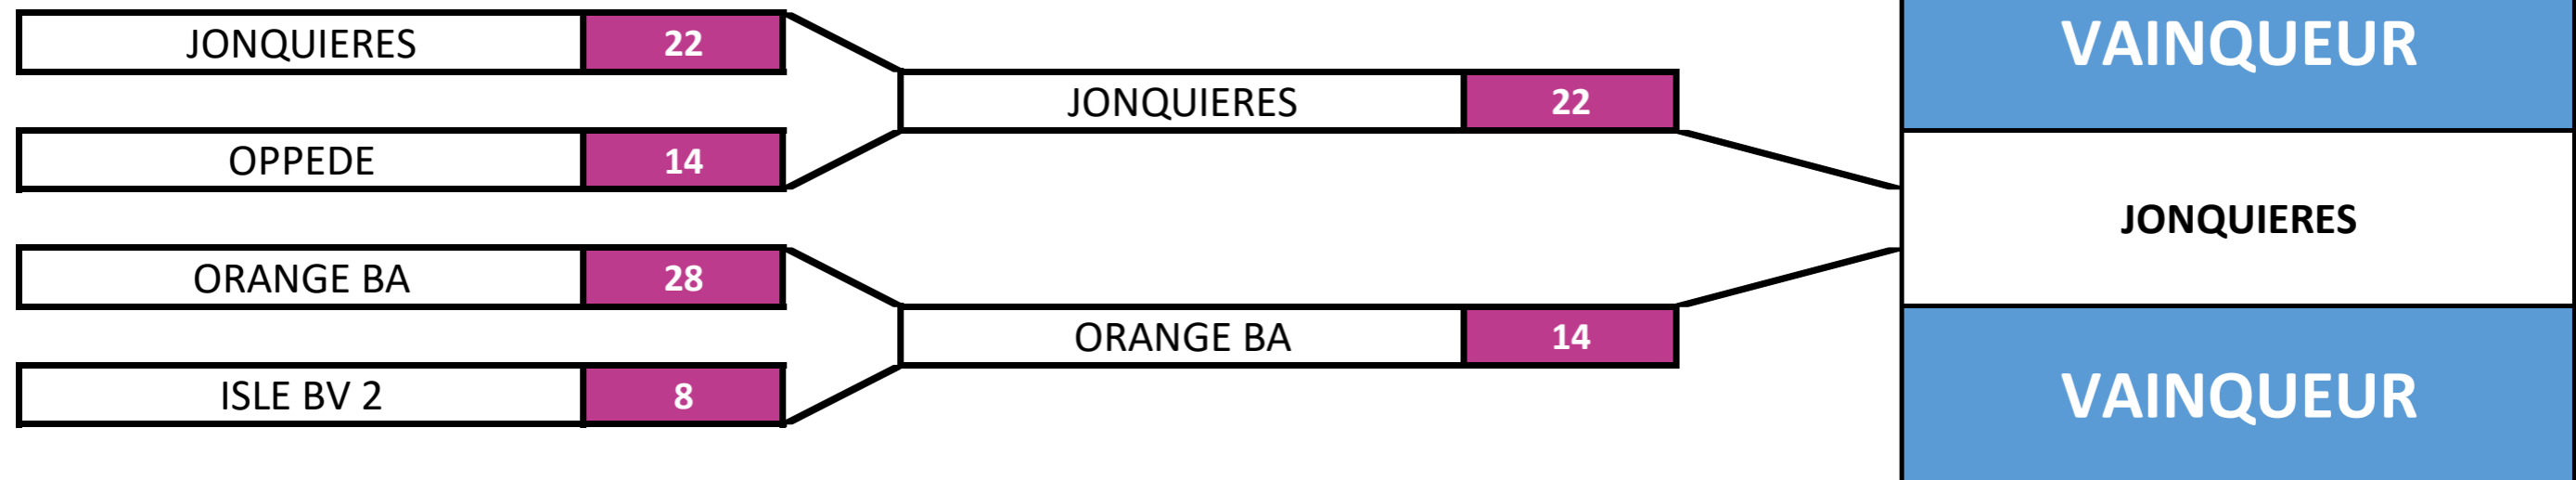 JONQUIERES 22
OPPEDE 14
ORANGE BA 28
ISLE BV 2 8
JONQUIERES 22
ORANGE BA 14
VAINQUEUR
JONQUIERES
VAINQUEUR